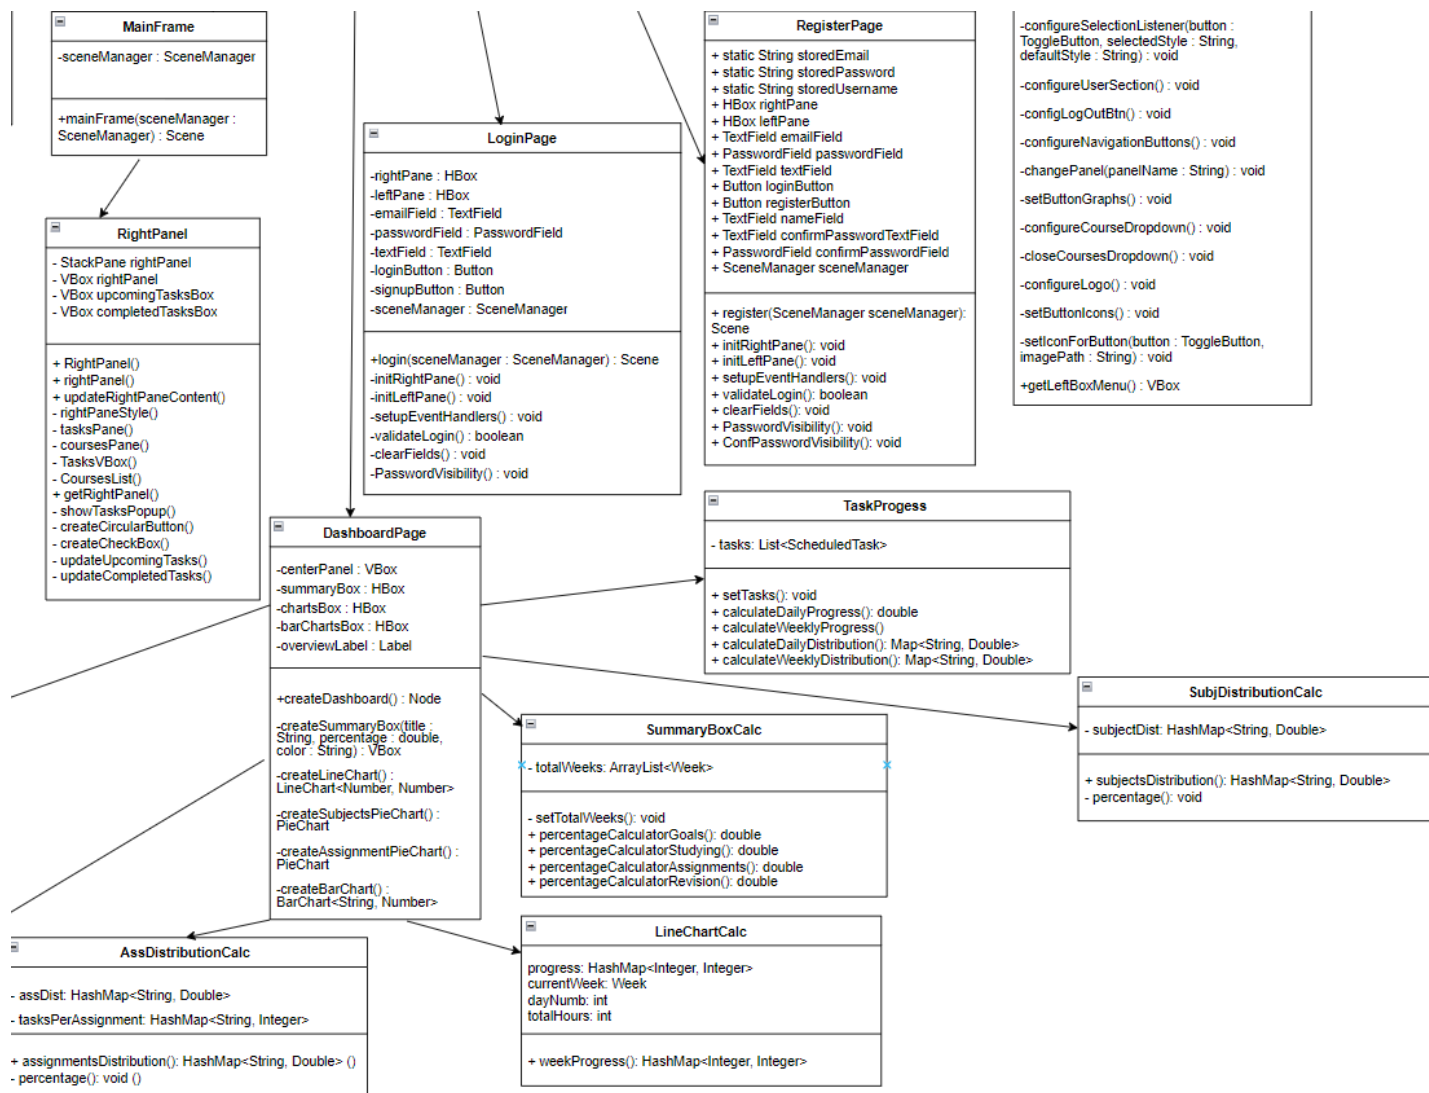 MainFrame
-sceneManager : SceneManager
+mainFrame(sceneManager :
SceneManager) : Scene
RightPanel
- StackPane rightPanel
- VBox rightPanel
- VBox upcomingTasksBox
- VBox completedTasksBox
+ RightPanel()
+ rightPanel()
+ updateRightPaneContent()
- rightPaneStyle()
- tasksPane()
- coursesPane()
- TasksVBox()
- CoursesList()
+ getRightPanel()
- showTasksPopup()
- createCircularButton()
- createCheckBox()
- updateUpcomingTasks()
- updateCompletedTasks()
LoginPage
-rightPane : HBox
-leftPane : HBox
-emailField : TextField
-passwordField : PasswordField
-textField : TextField
-loginButton : Button
-signupButton : Button
-sceneManager : SceneManager
+login(sceneManager : SceneManager) : Scene
-initRightPane() : void
-initLeftPane() : void
-setupEventHandlers() : void
-validateLogin() : boolean
-clearFields() : void
-PasswordVisibility() : void
RegisterPage
+ static String storedEmail
+ static String storedPassword
+ static String storedUsername
+ HBox rightPane
+ HBox leftPane
+ TextField emailField
+ PasswordField passwordField
+ TextField textField
+ Button loginButton
+ Button registerButton
+ TextField nameField
+ TextField confirmPasswordTextField
+ PasswordField confirmPasswordField
+ SceneManager sceneManager
+ register(SceneManager sceneManager):
Scene
+ initRightPane(): void
+ initLeftPane(): void
+ setupEventHandlers(): void
+ validateLogin(): boolean
+ clearFields(): void
+ PasswordVisibility(): void
+ ConfPasswordVisibility(): void
-configureSelectionListener(button :
ToggleButton, selectedStyle : String,
defaultStyle : String) : void
-configureUserSection() : void
-configLogOutBtn() : void
-configureNavigationButtons() : void
-changePanel(panelName : String) : void
-setButtonGraphs() : void
-configureCourseDropdown() : void
-closeCoursesDropdown() : void
-configureLogo() : void
-setButtonIcons() : void
-setIconForButton(button : ToggleButton,
imagePath : String) : void
+getLeftBoxMenu() : VBox
DashboardPage
-centerPanel : VBox
-summaryBox : HBox
-chartsBox : HBox
-barChartsBox : HBox
-overviewLabel : Label
+createDashboard() : Node
-createSummaryBox(title :
String, percentage : double,
color : String) : VBox
-createLineChart() :
LineChart<Number, Number>
-createSubjectsPieChart() :
PieChart
-createAssignmentPieChart() :
PieChart
-createBarChart() :
BarChart<String, Number>
TaskProgess
- tasks: List<ScheduledTask>
+ setTasks(): void
+ calculateDailyProgress(): double
+ calculateWeeklyProgress()
+ calculateDailyDistribution(): Map<String, Double>
+ calculateWeeklyDistribution(): Map<String, Double>
SubjDistributionCalc
- subjectDist: HashMap<String, Double>
+ subjectsDistribution(): HashMap<String, Double>
- percentage(): void
SummaryBoxCalc
- totalWeeks: ArrayList<Week>
- setTotalWeeks(): void
+ percentageCalculatorGoals(): double
+ percentageCalculatorStudying(): double
+ percentageCalculatorAssignments(): double
+ percentageCalculatorRevision(): double
LineChartCalc
progress: HashMap<Integer, Integer>
currentWeek: Week
dayNumb: int
totalHours: int
+ weekProgress(): HashMap<Integer, Integer>
AssDistributionCalc
- assDist: HashMap<String, Double>
- tasksPerAssignment: HashMap<String, Integer>
+ assignmentsDistribution(): HashMap<String, Double> ()
- percentage(): void ()